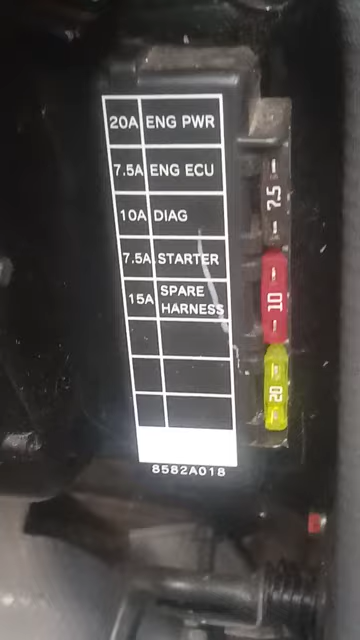 20A ENG PWR
7.5A ENG ECU
10A DIAG
7.5A STARTER
15A SPARE HARNESS
8582A018
7.5
10
20